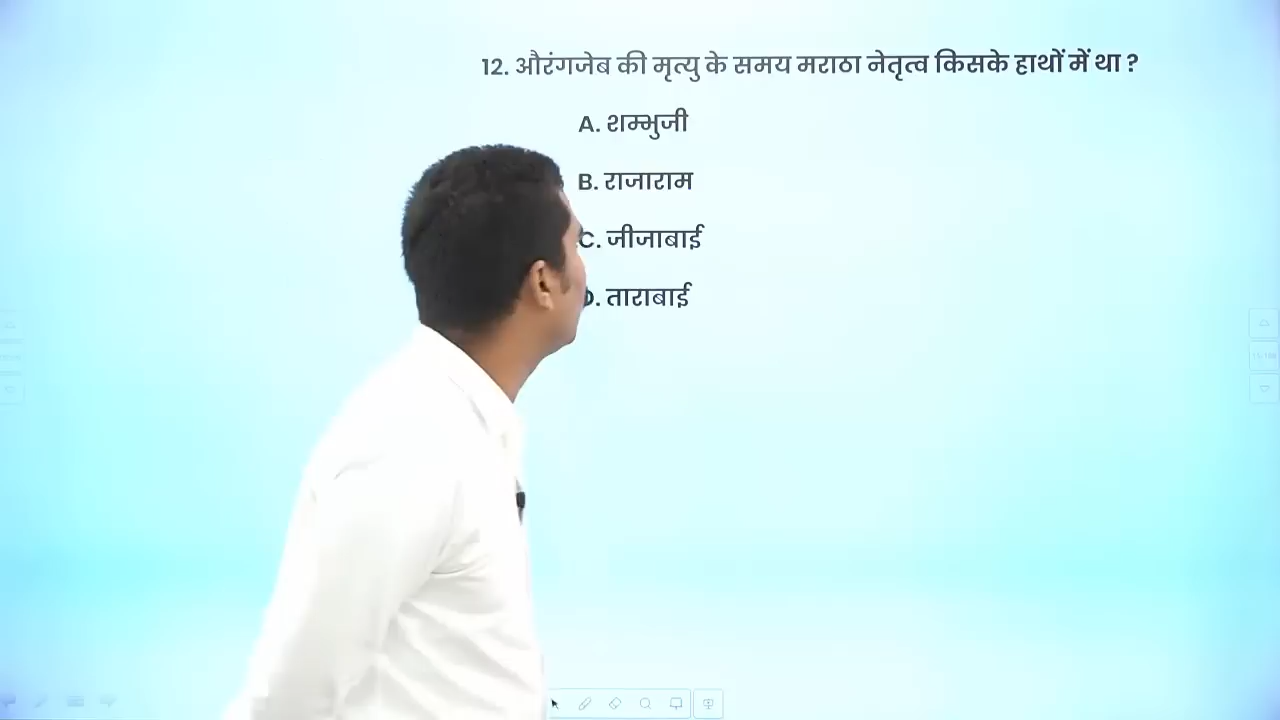 12. औरंगजेब की मृत्यु के समय मराठा नेतृत्व किसके हाथों में था ?
A. शम्भुजी
B. राजाराम
C. जीजाबाई
D. ताराबाई